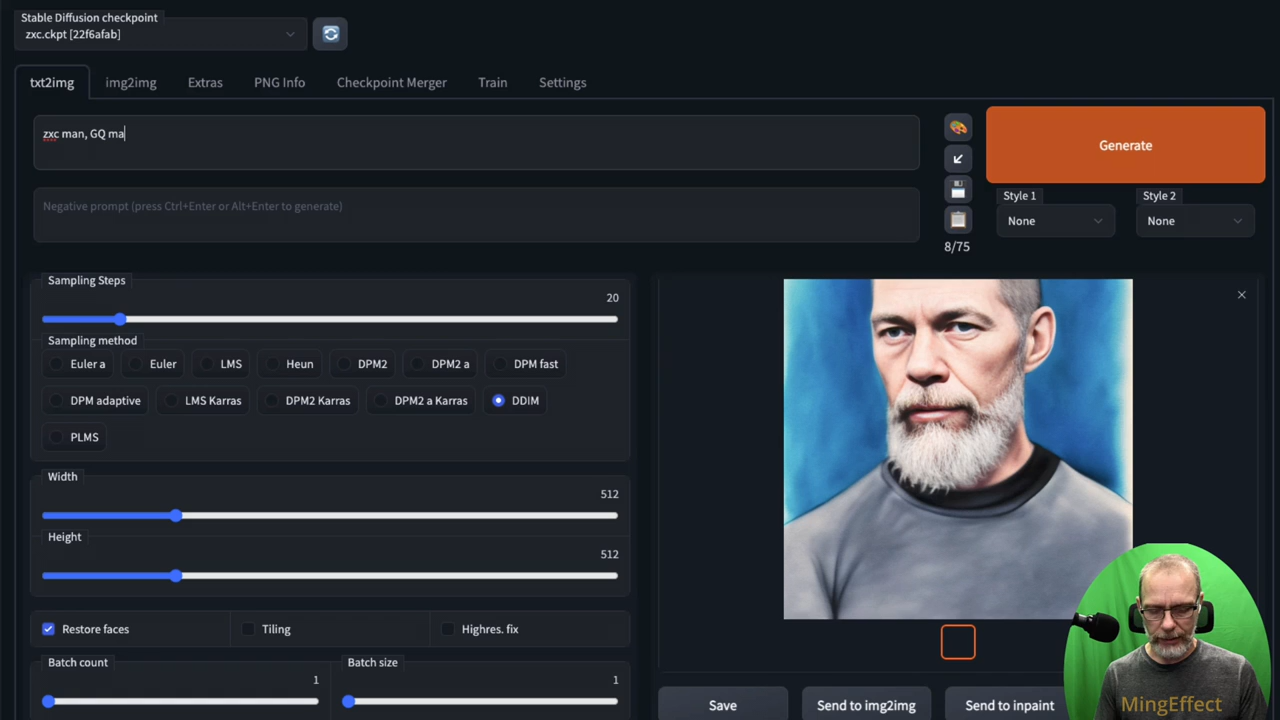 Stable Diffusion checkpoint
zxc.ckpt [22f6afab]
txt2img img2img Extras PNG Info Checkpoint Merger Train Settings
zxc man, GQ ma
Generate
Negative prompt (press Ctrl+Enter or Alt+Enter to generate)
Style 1 Style 2
None None
8/75
Sampling Steps
20
Sampling method
Euler a Euler LMS Heun DPM2 DPM2 a DPM fast
DPM adaptive LMS Karras DPM2 Karras DPM2 a Karras DDIM
PLMS
Width
512
Height
512
Restore faces Tiling Highres. fix
Batch count Batch size
1 1
Save Send to img2img Send to inpaint
MingEffect